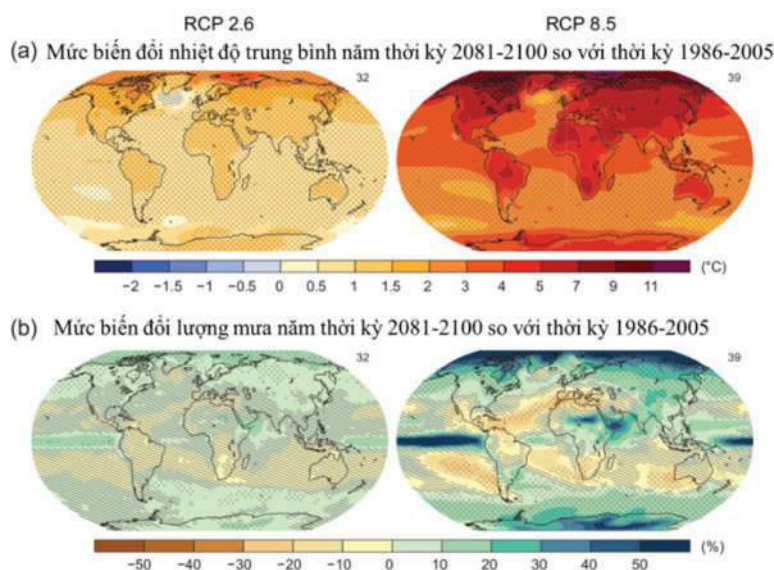 RCP 2.6 RCP 8.5
(a) Mức biến đổi nhiệt độ trung bình năm thời kỳ 2081-2100 so với thời kỳ 1986-2005
32 39
−2 −1.5 −1 −0.5 0 0.5 1 1.5 2 3 4 5 7 9 11 (°C)
(b) Mức biến đổi lượng mưa năm thời kỳ 2081-2100 so với thời kỳ 1986-2005
32 39
−50 −40 −30 −20 −10 0 10 20 30 40 50 (%)